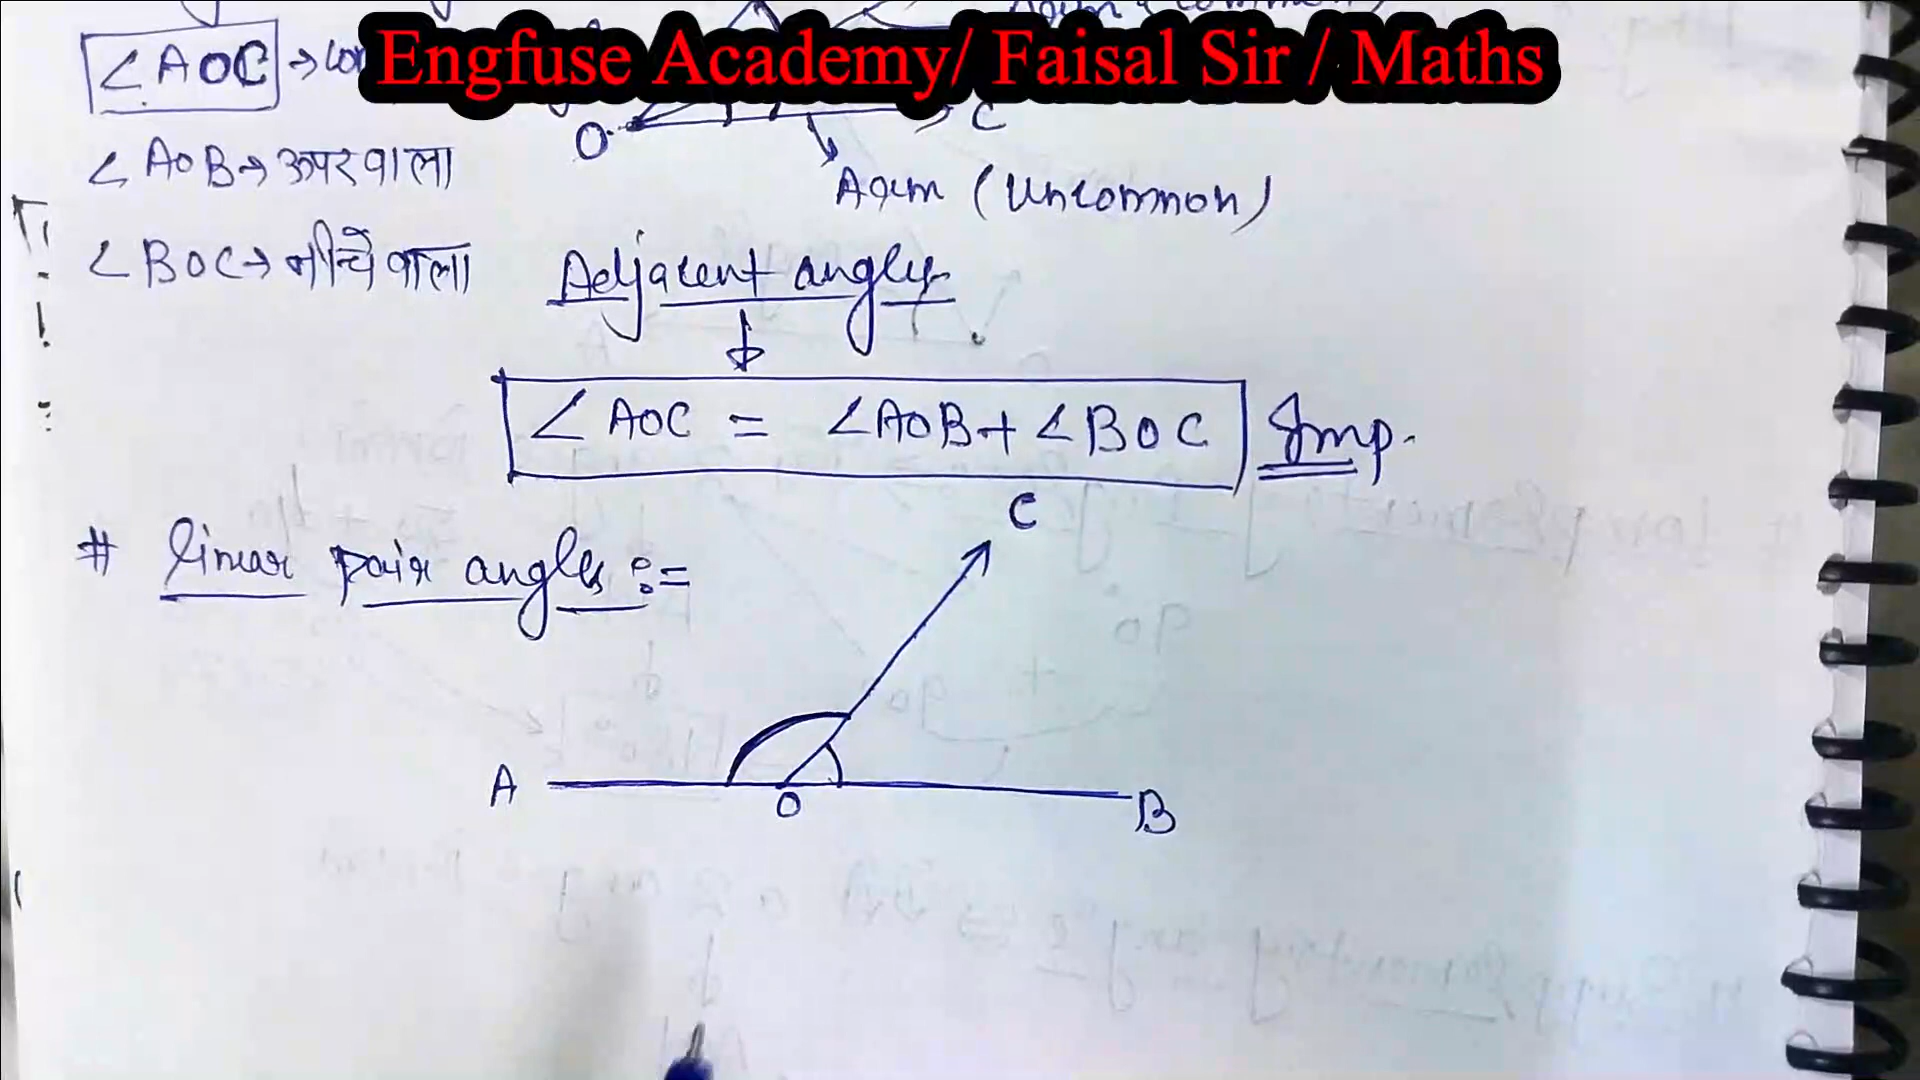 Engfuse Academy/ Faisal Sir / Maths
∠AOC →
O C
∠AOB → ऊपर वाला
Arm (Uncommon)
∠BOC → नीचे वाला
Adjacent angles
∠AOC = ∠AOB + ∠BOC Imp.
C
# linear pair angles :=
A O B